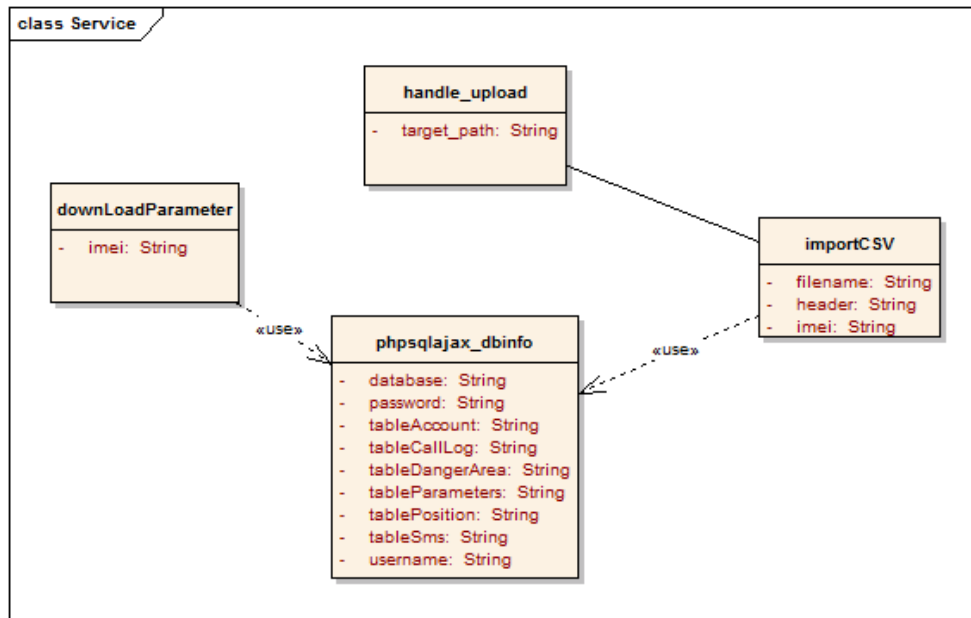 class Service
handle_upload
- target_path: String
downLoadParameter
- imei: String
importCSV
- filename: String
- header: String
- imei: String
«use»
«use»
phpsqlajax_dbinfo
- database: String
- password: String
- tableAccount: String
- tableCallLog: String
- tableDangerArea: String
- tableParameters: String
- tablePosition: String
- tableSms: String
- username: String